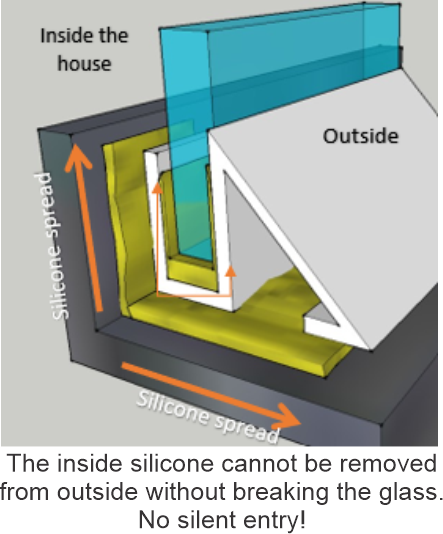 Inside the
house
Outside
Silicone spread
Silicone spread
The inside silicone cannot be removed
from outside without breaking the glass.
No silent entry!